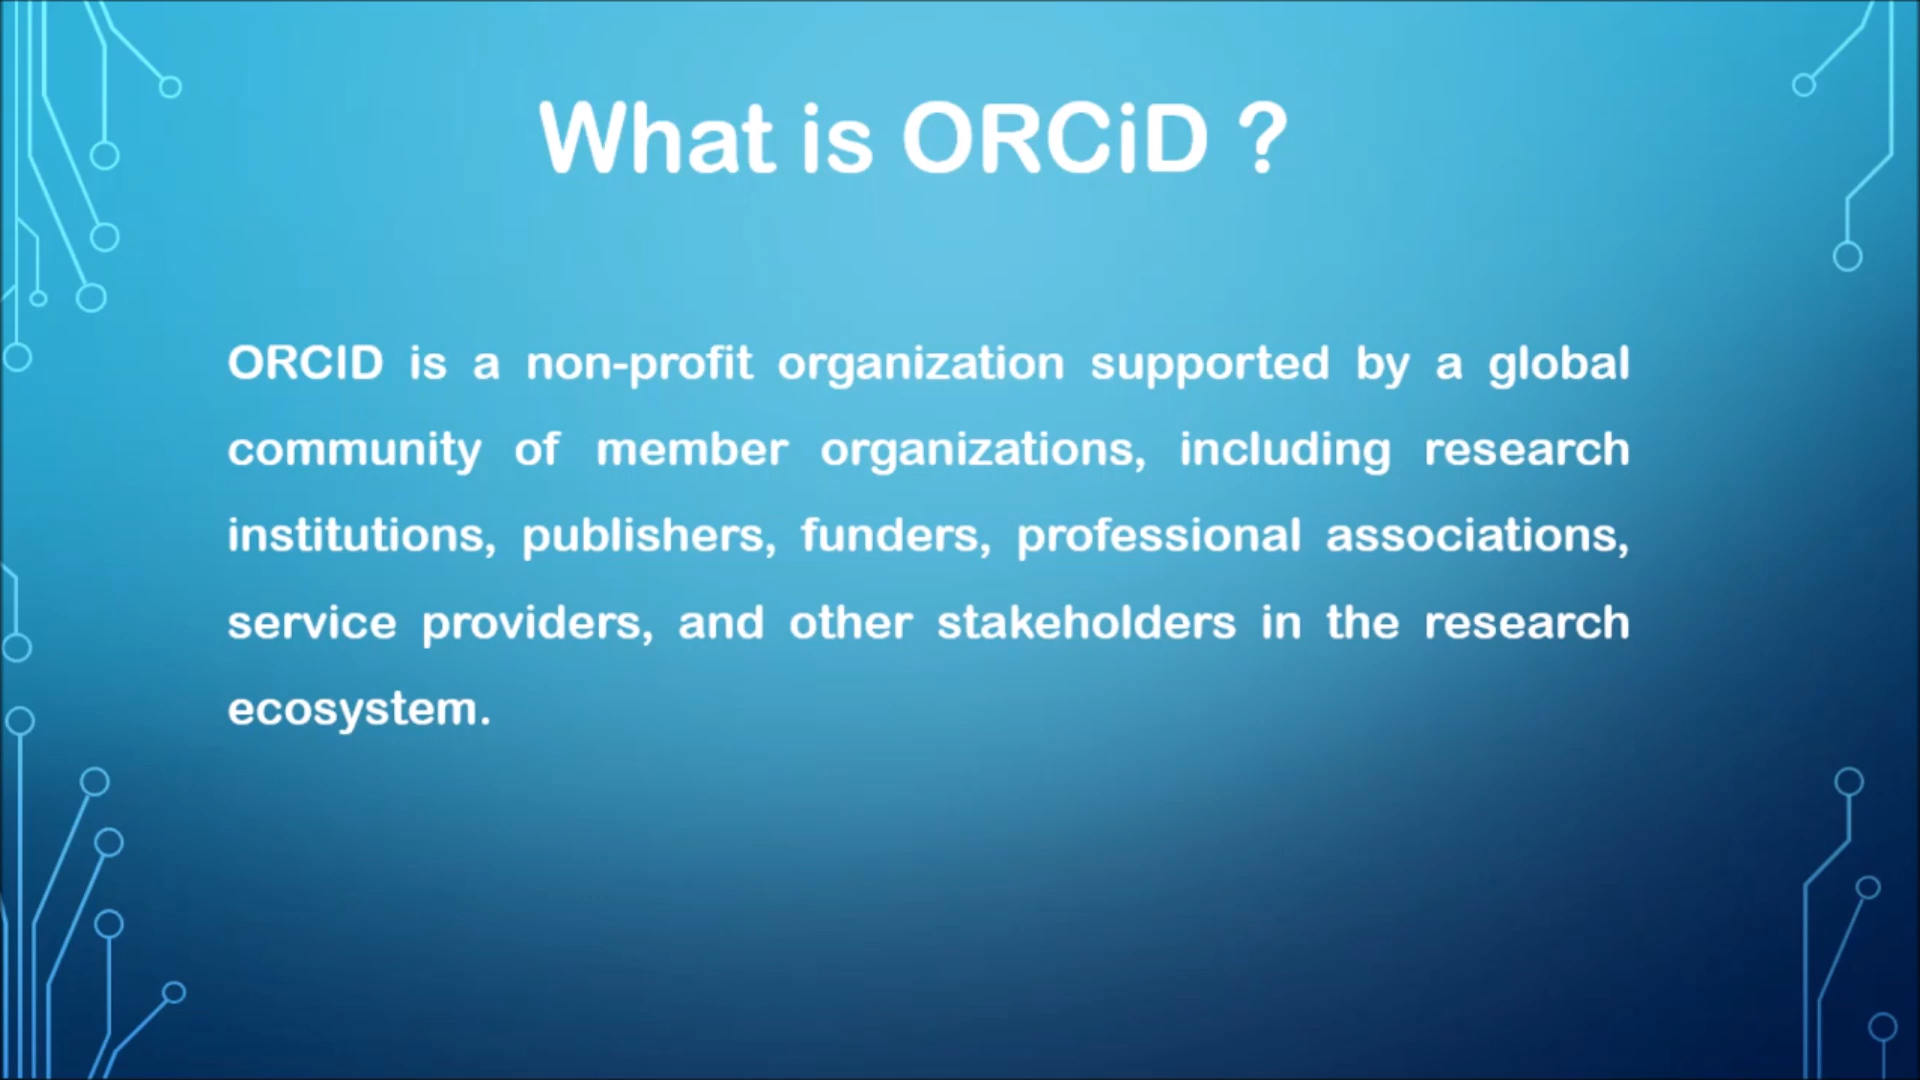 What is ORCiD ?
ORCID is a non-profit organization supported by a global
community of member organizations, including research
institutions, publishers, funders, professional associations,
service providers, and other stakeholders in the research
ecosystem.